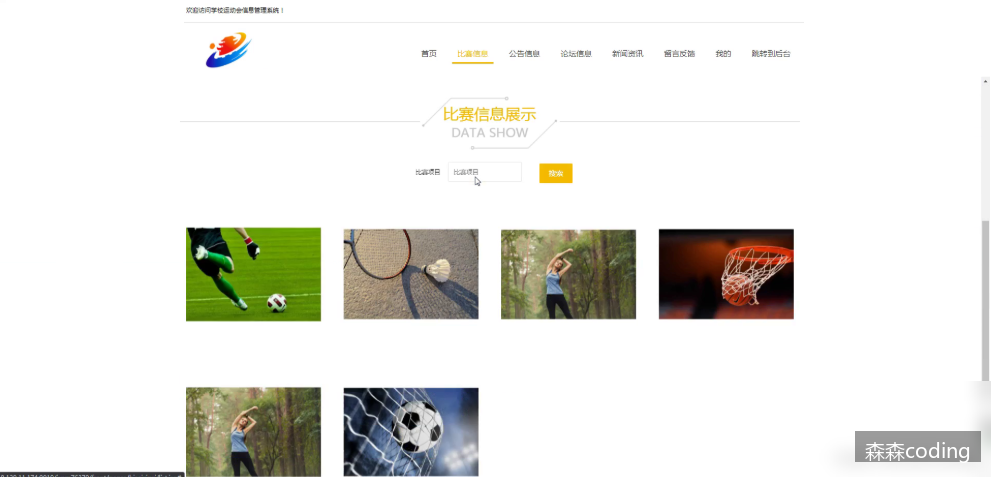 欢迎访问学校运动会信息管理系统！
首页 比赛信息 公告信息 论坛信息 新闻资讯 留言反馈 我的 跳转到后台
比赛信息展示
DATA SHOW
比赛项目 比赛项目 搜索
森森coding